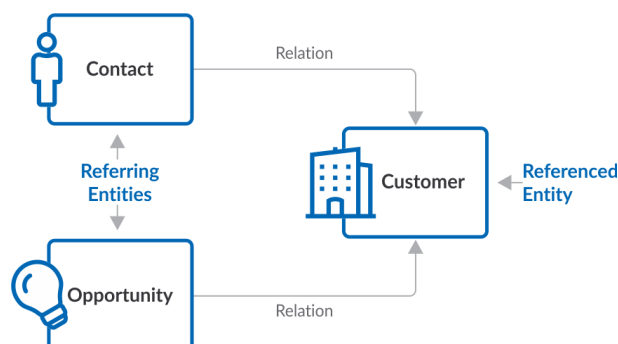 Contact
Relation
Referring
Entities
Customer
Referenced
Entity
Opportunity
Relation